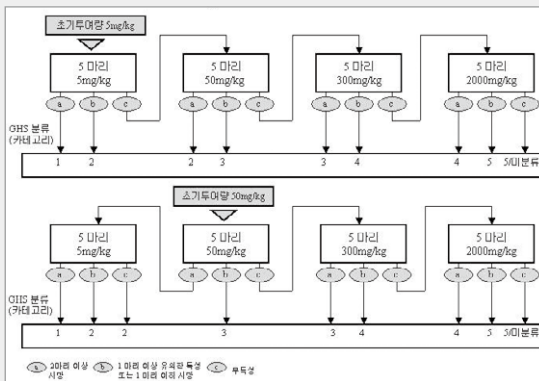 초기투여량 5mg/kg
5 마리 5 마리 5 마리 5 마리
5mg/kg 50mg/kg 300mg/kg 2000mg/kg
a b c a b c a b c a b c
GHS 분류
(카테고리)
1 2 2 3 3 4 4 5 5/미분류
초기투여량 50mg/kg
5 마리 5 마리 5 마리 5 마리
5mg/kg 50mg/kg 300mg/kg 2000mg/kg
a b c a b c a b c a b c
GHS 분류
(카테고리)
1 2 2 3 3 4 4 5 5/미분류
a 2마리 이상 b 1 마리 이상 유의한 독성 c 무독성
사망 또는 1 마리 이하 사망